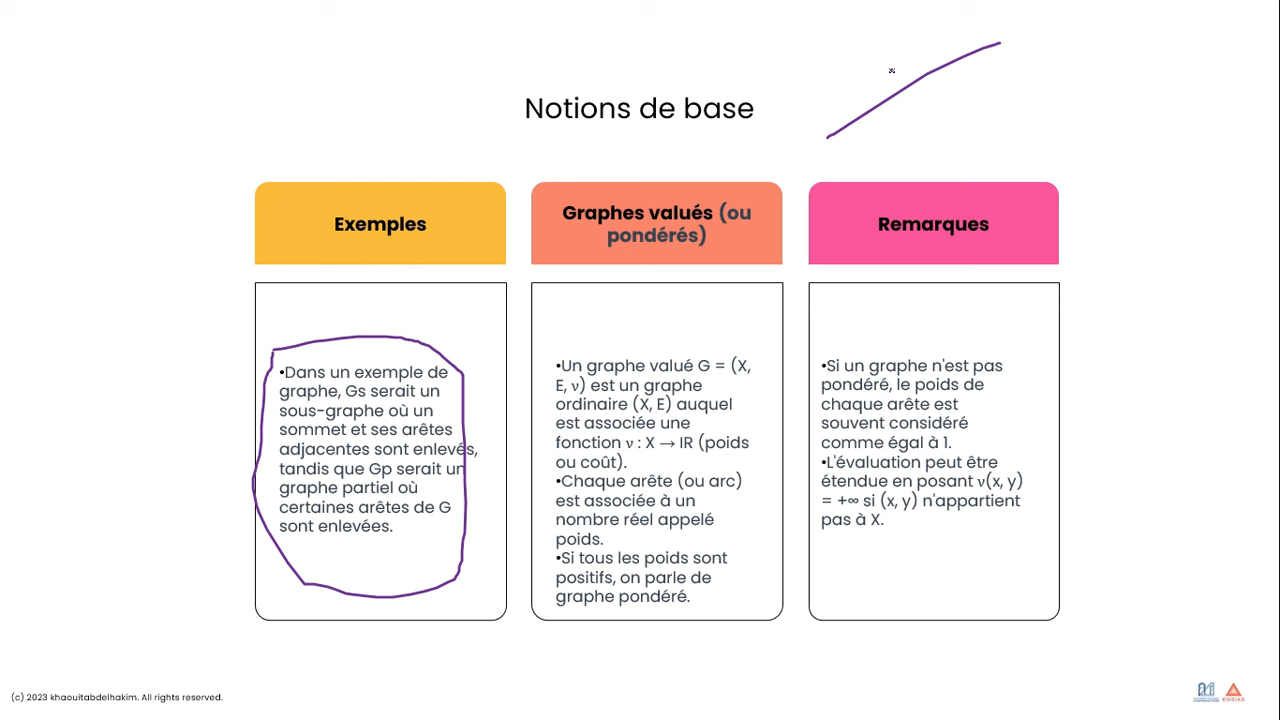 Notions de base
Exemples
•Dans un exemple de
graphe, Gs serait un
sous-graphe où un
sommet et ses arêtes
adjacentes sont enlevés,
tandis que Gp serait un
graphe partiel où
certaines arêtes de G
sont enlevées.
Graphes valués (ou
pondérés)
•Un graphe valué G = (X,
E, ν) est un graphe
ordinaire (X, E) auquel
est associée une
fonction ν : X → IR (poids
ou coût).
•Chaque arête (ou arc)
est associée à un
nombre réel appelé
poids.
•Si tous les poids sont
positifs, on parle de
graphe pondéré.
Remarques
•Si un graphe n'est pas
pondéré, le poids de
chaque arête est
souvent considéré
comme égal à 1.
•L'évaluation peut être
étendue en posant ν(x, y)
= +∞ si (x, y) n'appartient
pas à X.
(c) 2023 khaouitabdelhakim. All rights reserved.
ENSIAS